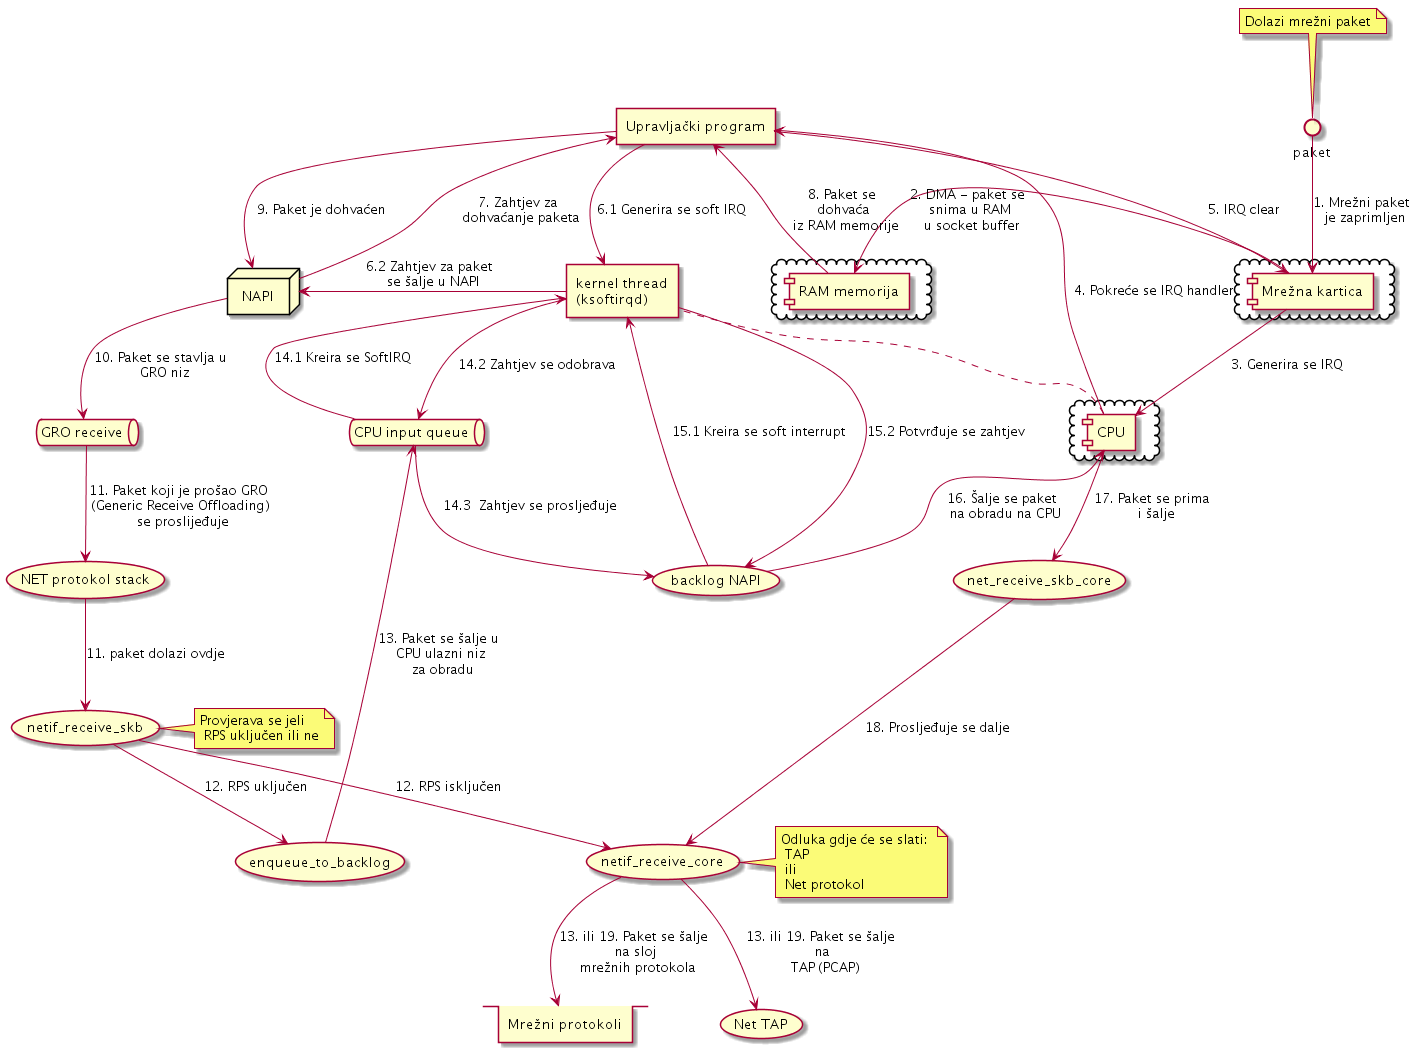 Dolazi mrežni paket
paket
Upravljački program
1. Mrežni paket
je zaprimljen
2. DMA – paket se
snima u RAM
u socket buffer
5. IRQ clear
8. Paket se
dohvaća
iz RAM memorije
6.1 Generira se soft IRQ
7. Zahtjev za
dohvaćanje paketa
9. Paket je dohvaćen
6.2 Zahtjev za paket
se šalje u NAPI
NAPI
kernel thread
(ksoftirqd)
RAM memorija
Mrežna kartica
4. Pokreće se IRQ handler
3. Generira se IRQ
10. Paket se stavlja u
GRO niz
14.1 Kreira se SoftIRQ
14.2 Zahtjev se odobrava
GRO receive
CPU input queue
15.1 Kreira se soft interrupt
15.2 Potvrđuje se zahtjev
CPU
11. Paket koji je prošao GRO
(Generic Receive Offloading)
se proslijeđuje
14.3 Zahtjev se prosljeđuje
16. Šalje se paket
na obradu na CPU
17. Paket se prima
i šalje
NET protokol stack
backlog NAPI
net_receive_skb_core
11. paket dolazi ovdje
13. Paket se šalje u
CPU ulazni niz
za obradu
netif_receive_skb
Provjerava se jeli
RPS uključen ili ne
18. Prosljeđuje se dalje
12. RPS uključen
12. RPS isključen
enqueue_to_backlog
netif_receive_core
Odluka gdje će se slati:
TAP
ili
Net protokol
13. ili 19. Paket se šalje
na sloj
mrežnih protokola
13. ili 19. Paket se šalje
na
TAP (PCAP)
Mrežni protokoli
Net TAP